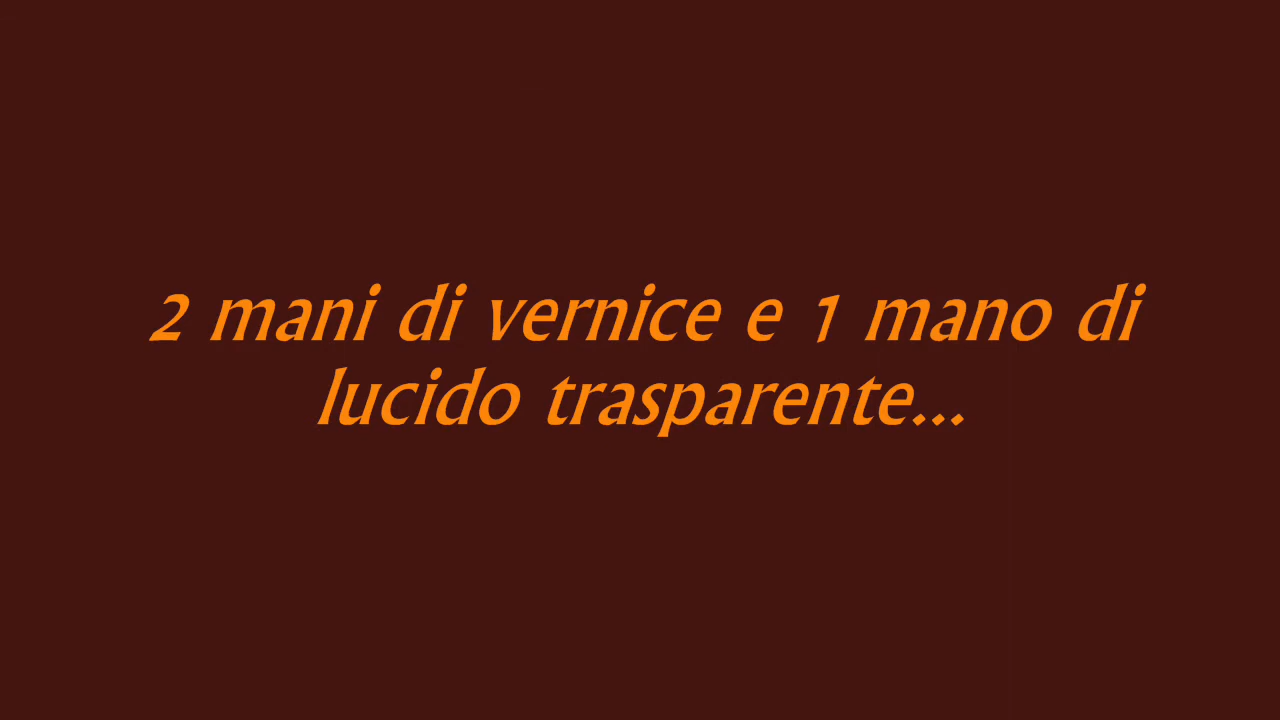 2 mani di vernice e 1 mano di
lucido trasparente...